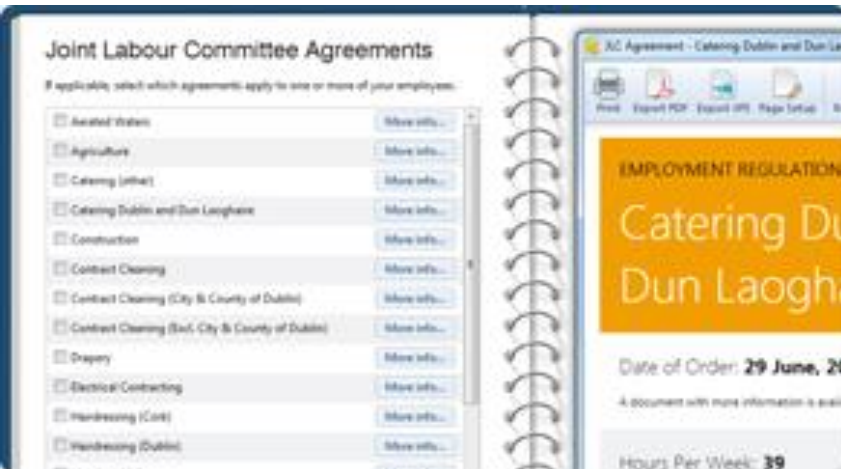 Joint Labour Committee Agreements
If applicable, select which agreements apply to one or more of your employees.
Aerated Waters More info...
Agriculture More info...
Catering (other) More info...
Catering Dublin and Dun Laoghaire More info...
Construction More info...
Contract Cleaning More info...
Contract Cleaning (City & County of Dublin) More info...
Contract Cleaning (Excl. City & County of Dublin) More info...
Drapery More info...
Electrical Contracting More info...
Hairdressing (Cork) More info...
Hairdressing (Dublin) More info...
JLC Agreement - Catering Dublin and Dun La
Print Export PDF Export XPS Page Setup
EMPLOYMENT REGULATION
Catering Du
Dun Laogha
Date of Order: 29 June, 20
A document with more information is avail
Hours Per Week: 39